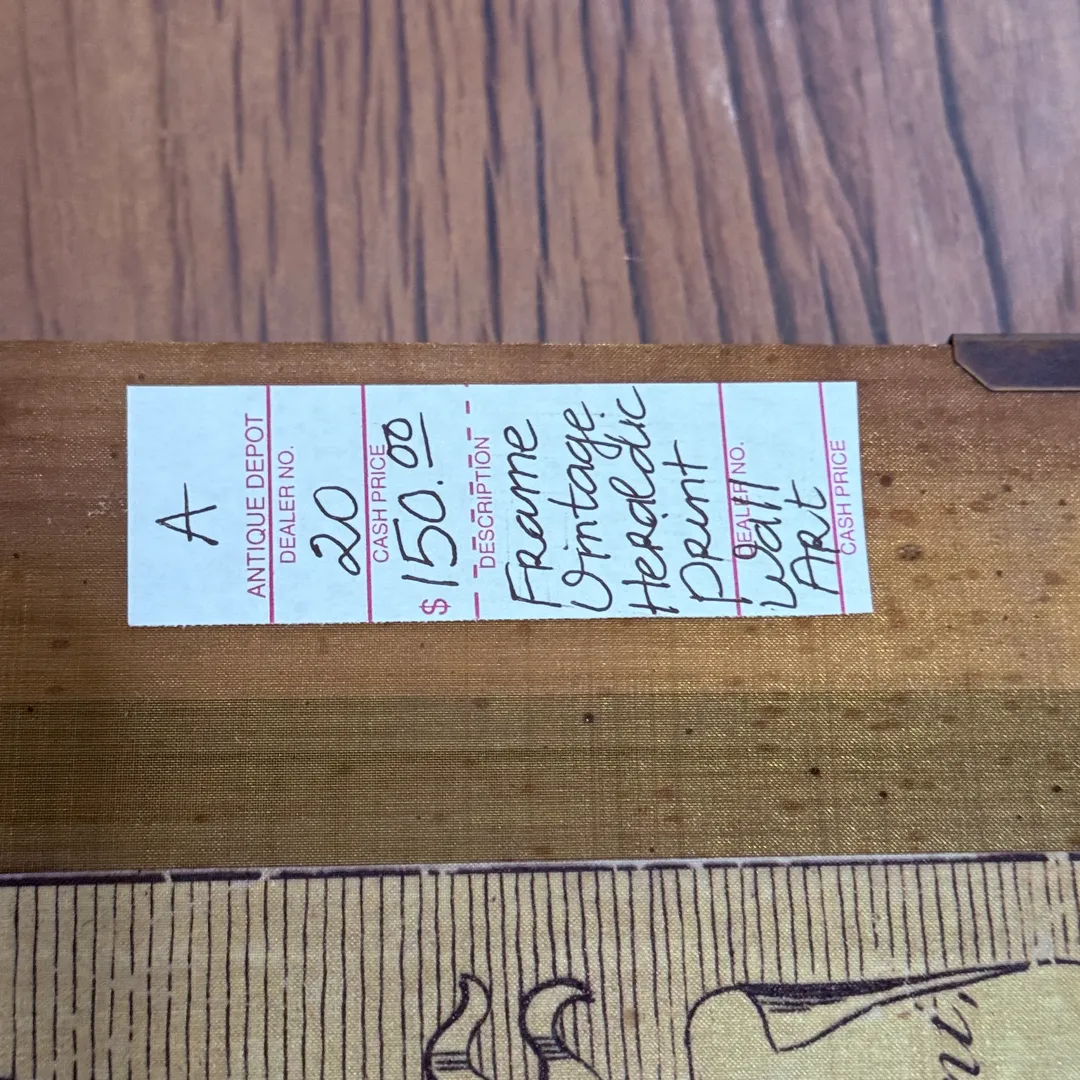 A
ANTIQUE DEPOT
DEALER NO.
20
CASH PRICE
$150.00
DESCRIPTION
Frame
Vintage
Heraldic
Print
DEALER NO.
Wall
Art
CASH PRICE
ni,